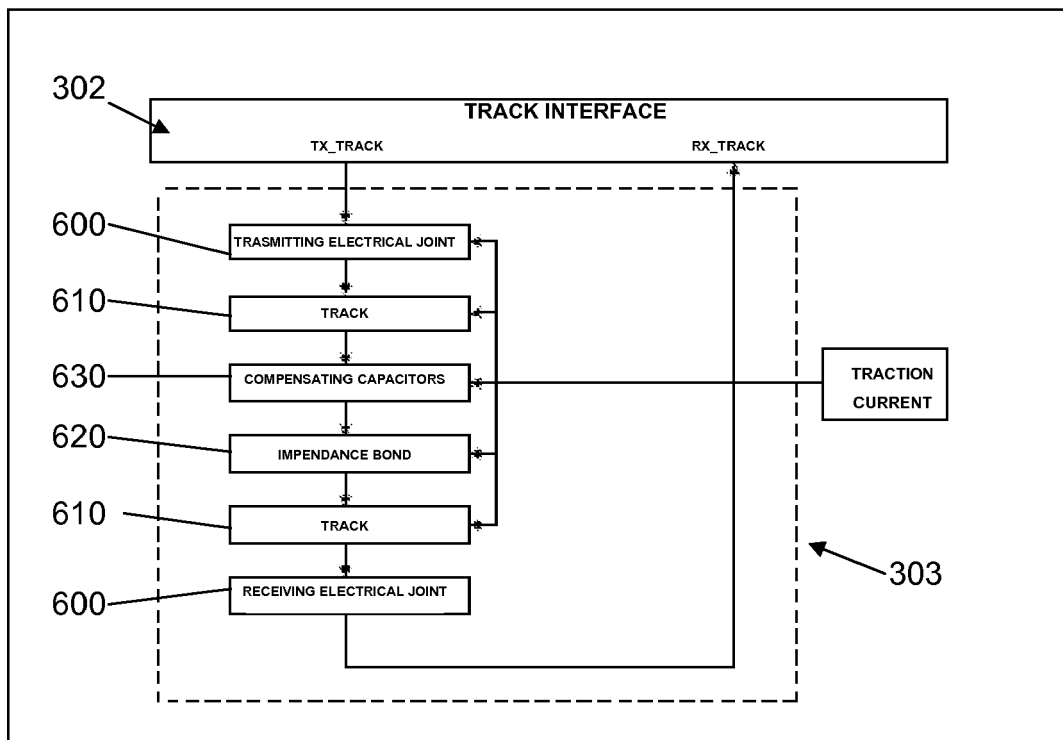 302
TRACK INTERFACE
TX_TRACK RX_TRACK
600
TRASMITTING ELECTRICAL JOINT
610
TRACK
630
COMPENSATING CAPACITORS
TRACTION
CURRENT
620
IMPENDANCE BOND
610
TRACK
303
600
RECEIVING ELECTRICAL JOINT